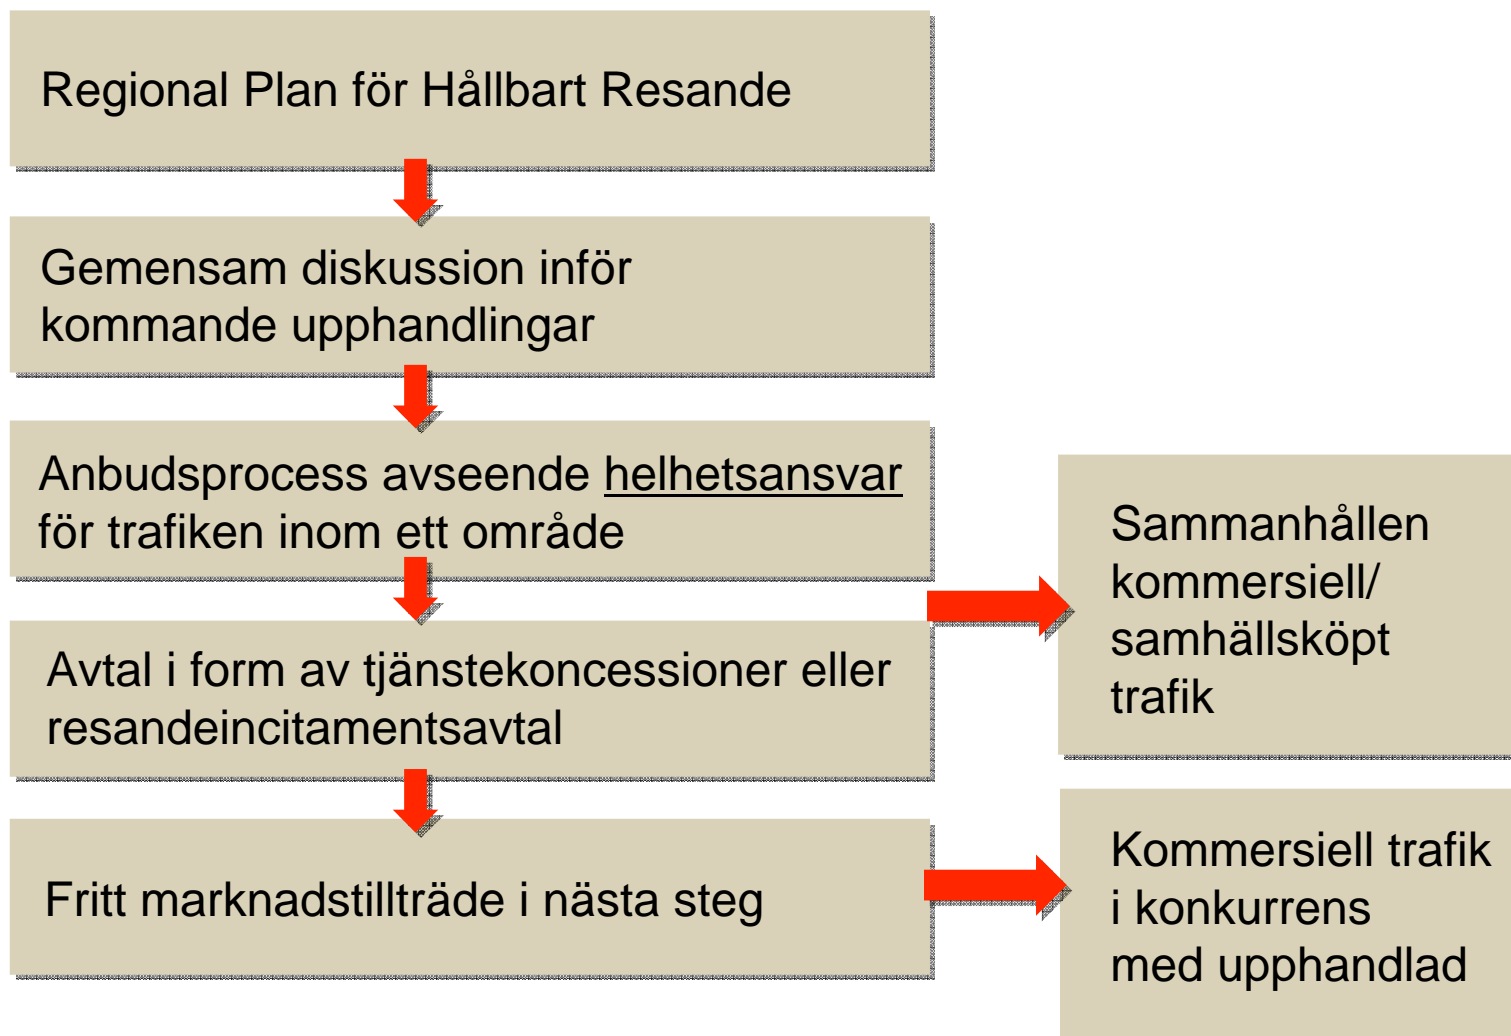 Regional Plan för Hållbart Resande
Gemensam diskussion inför
kommande upphandlingar
Anbudsprocess avseende helhetsansvar
för trafiken inom ett område
Avtal i form av tjänstekoncessioner eller
resandeincitamentsavtal
Fritt marknadstillträde i nästa steg
Sammanhållen
kommersiell/
samhällsköpt
trafik
Kommersiell trafik
i konkurrens
med upphandlad